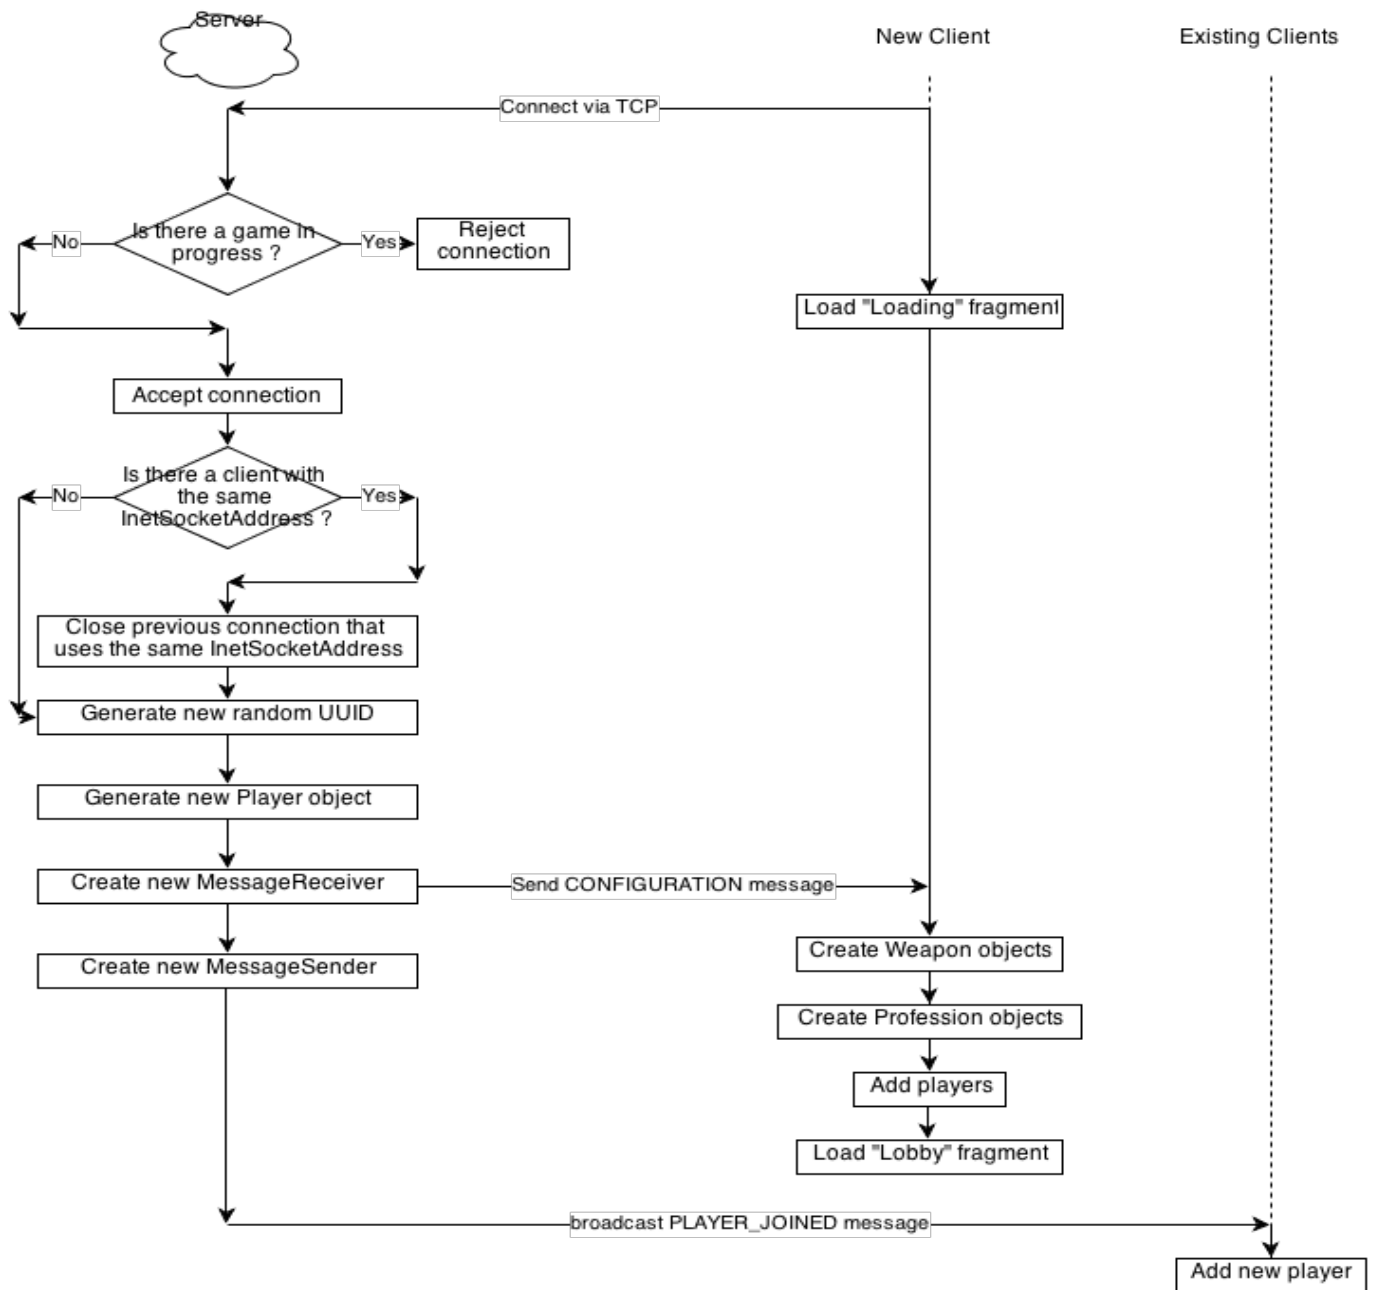 Server
New Client
Existing Clients
Connect via TCP
Is there a game in
progress ?
No
Yes
Reject
connection
Load "Loading" fragment
Accept connection
Is there a client with
the same
InetSocketAddress ?
No
Yes
Close previous connection that
uses the same InetSocketAddress
Generate new random UUID
Generate new Player object
Create new MessageReceiver
Send CONFIGURATION message
Create Weapon objects
Create new MessageSender
Create Profession objects
Add players
Load "Lobby" fragment
broadcast PLAYER_JOINED message
Add new player